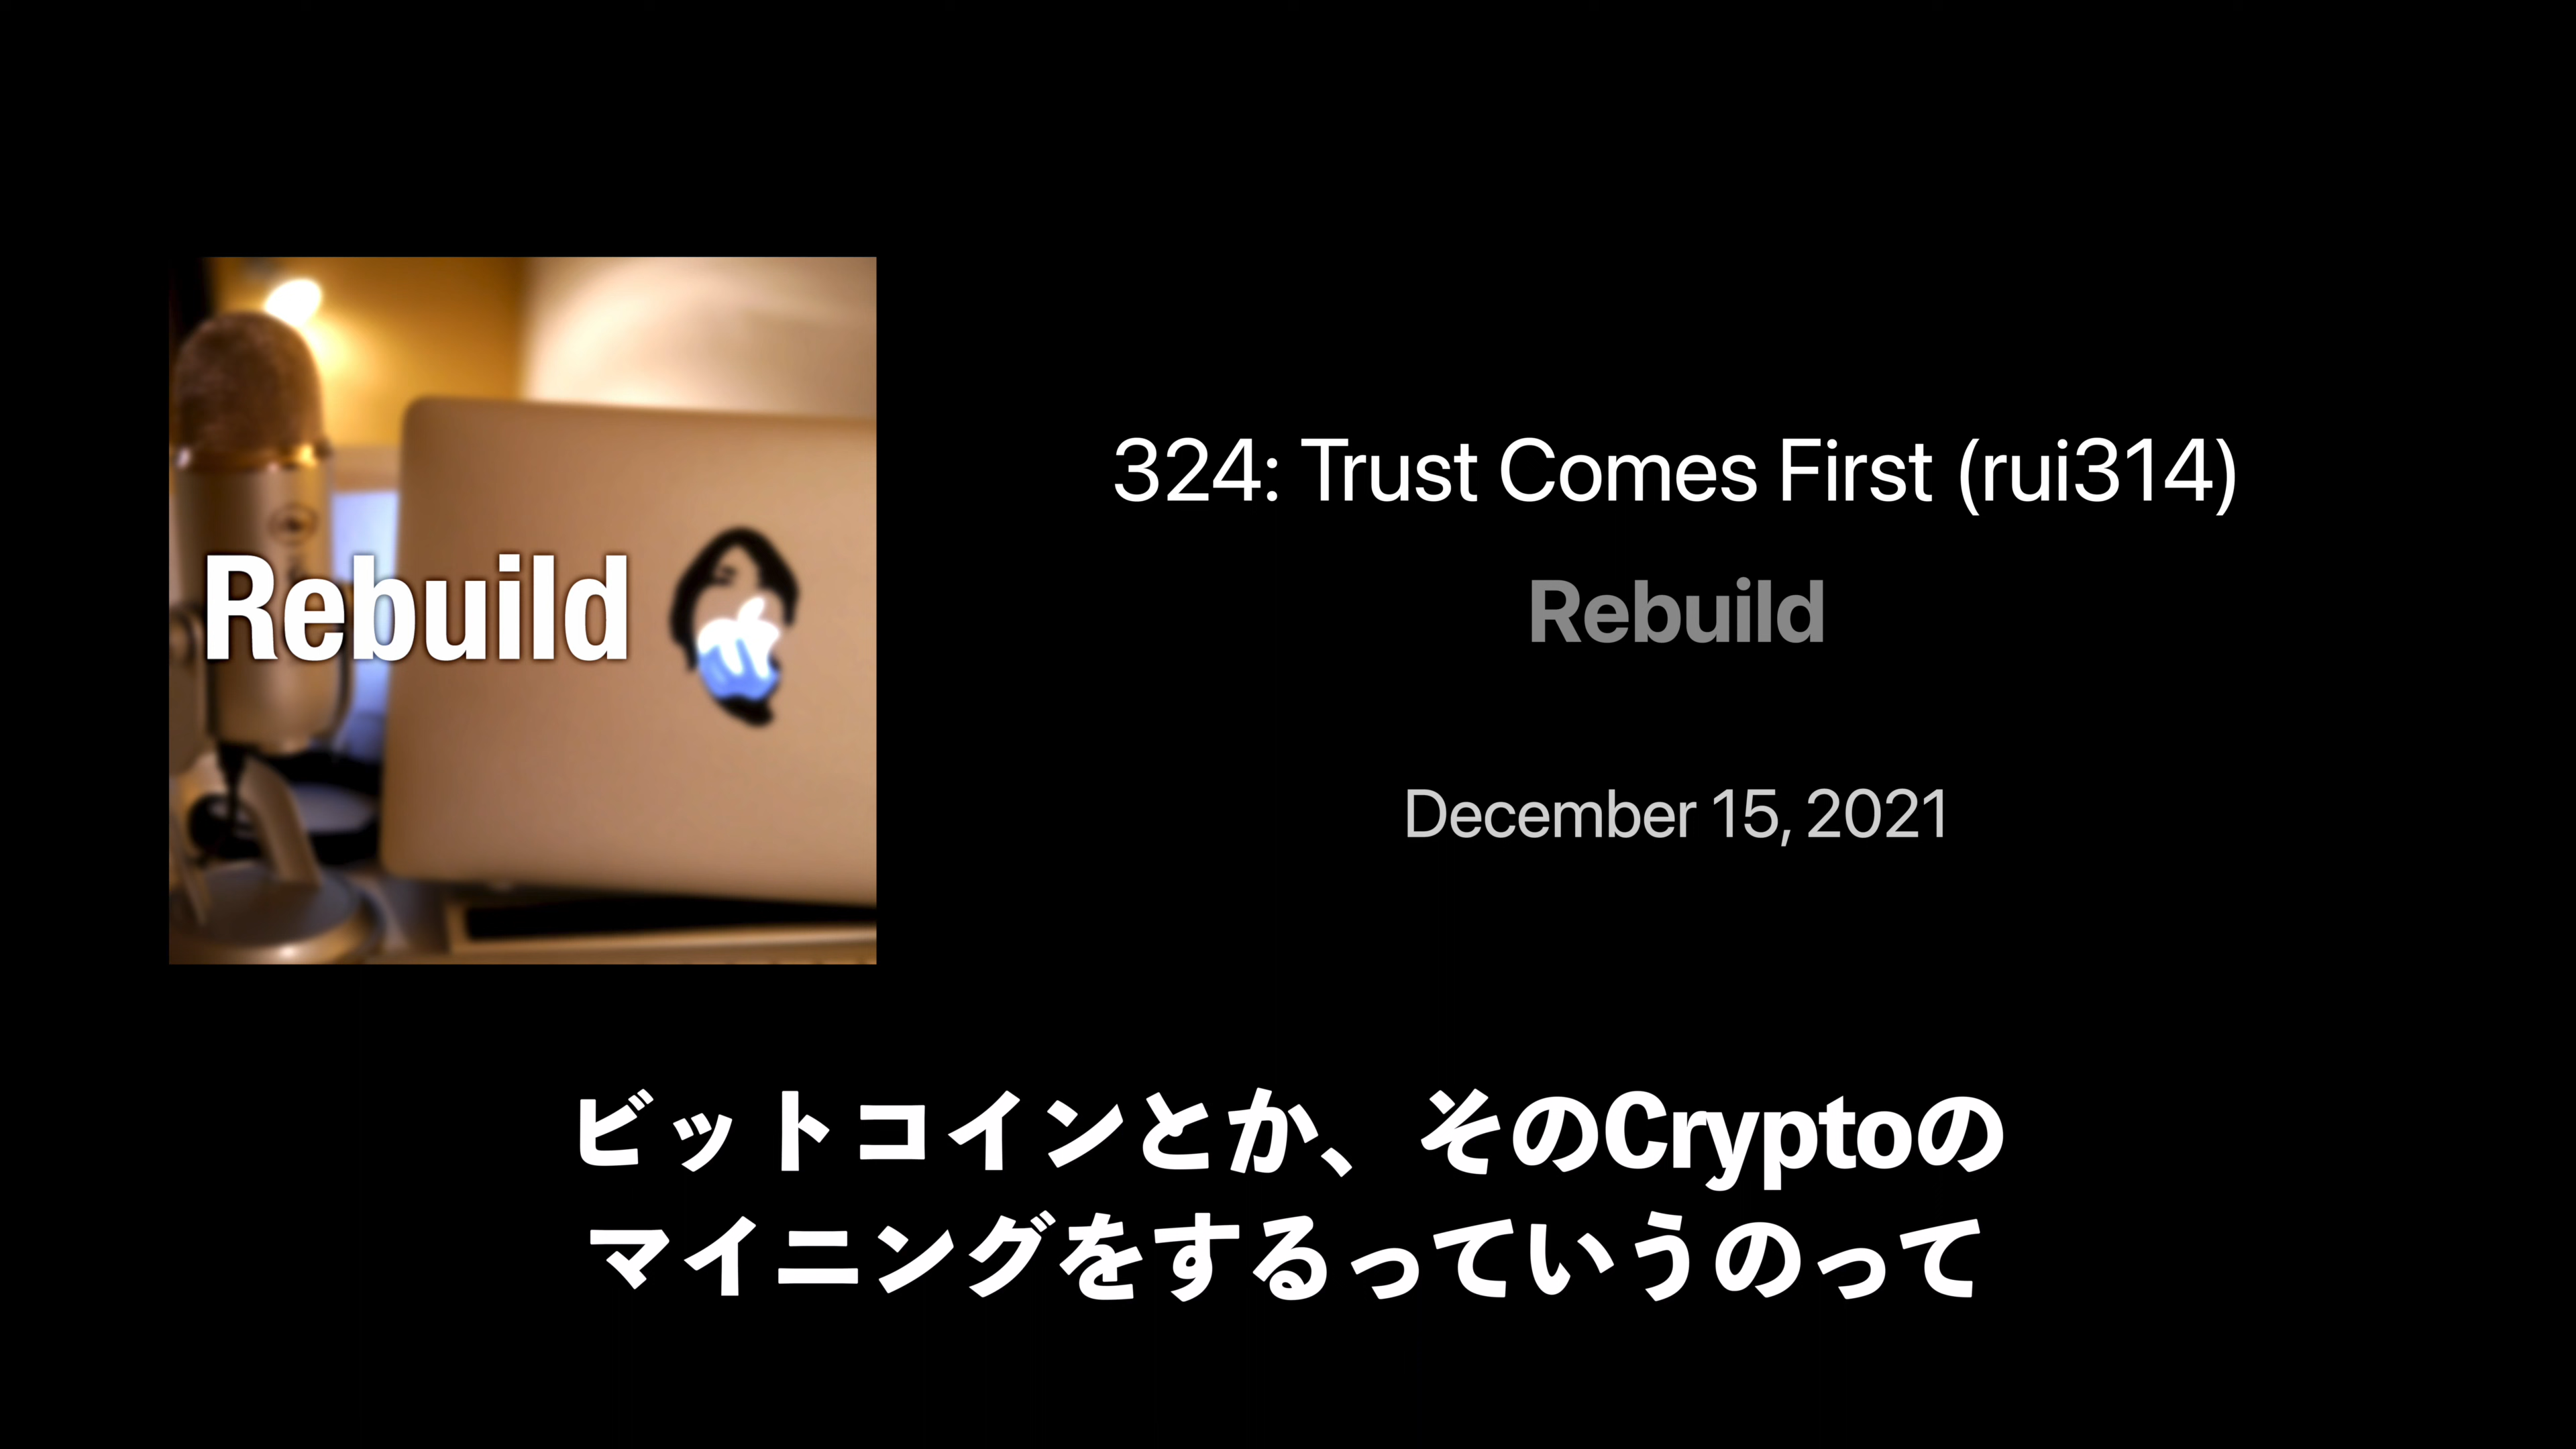 Rebuild
324: Trust Comes First (rui314)
Rebuild
December 15, 2021
ビットコインとか、そのCryptoの
マイニングをするっていうのって